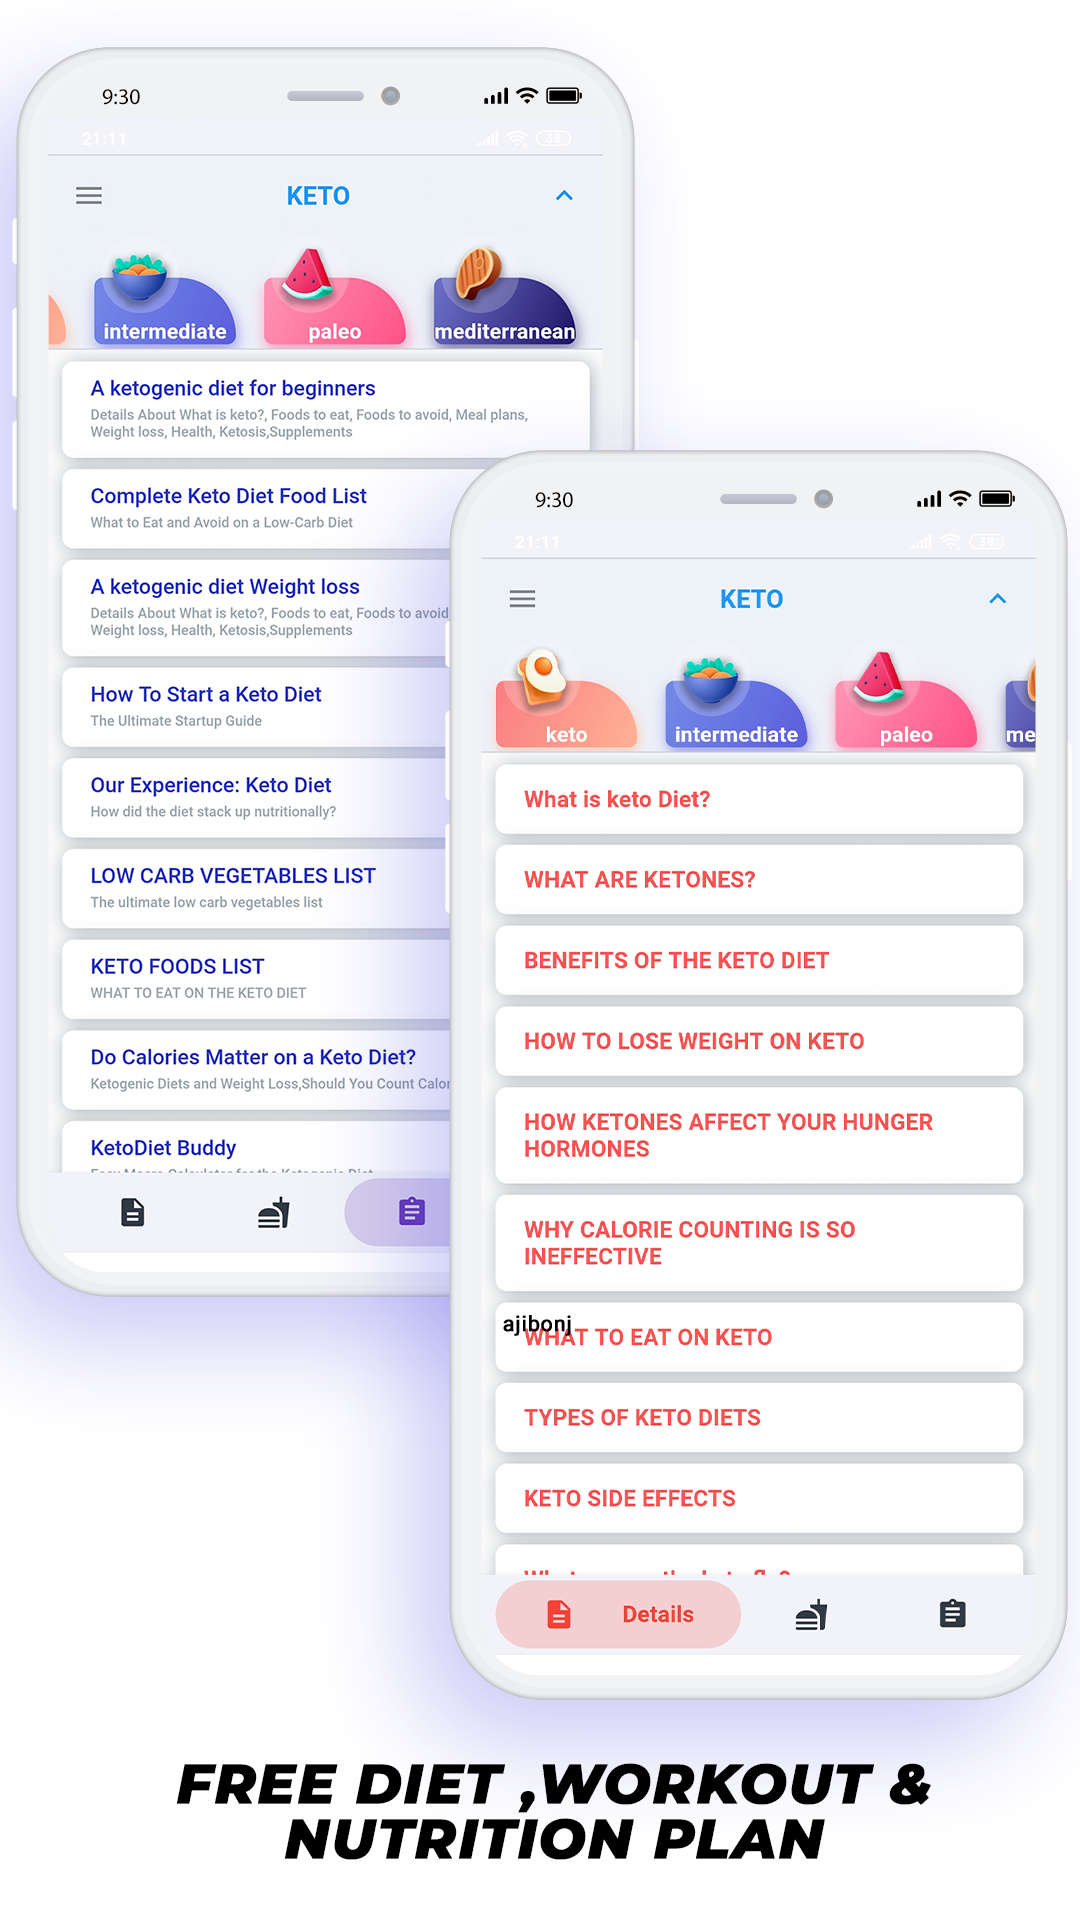 9:30
21:11
38
KETO
intermediate
paleo
mediterranean
A ketogenic diet for beginners
Details About What is keto?, Foods to eat, Foods to avoid, Meal plans,
Weight loss, Health, Ketosis,Supplements
Complete Keto Diet Food List
What to Eat and Avoid on a Low-Carb Diet
A ketogenic diet Weight loss
Details About What is keto?, Foods to eat, Foods to avoid
Weight loss, Health, Ketosis,Supplements
How To Start a Keto Diet
The Ultimate Startup Guide
Our Experience: Keto Diet
How did the diet stack up nutritionally?
LOW CARB VEGETABLES LIST
The ultimate low carb vegetables list
KETO FOODS LIST
WHAT TO EAT ON THE KETO DIET
Do Calories Matter on a Keto Diet?
Ketogenic Diets and Weight Loss,Should You Count Calor
KetoDiet Buddy
Easy Macro Calculator for the Ketogenic Diet
9:30
21:11
38
KETO
keto
intermediate
paleo
me
What is keto Diet?
WHAT ARE KETONES?
BENEFITS OF THE KETO DIET
HOW TO LOSE WEIGHT ON KETO
HOW KETONES AFFECT YOUR HUNGER
HORMONES
WHY CALORIE COUNTING IS SO
INEFFECTIVE
ajibonj
WHAT TO EAT ON KETO
TYPES OF KETO DIETS
KETO SIDE EFFECTS
Details
FREE DIET ,WORKOUT &
NUTRITION PLAN